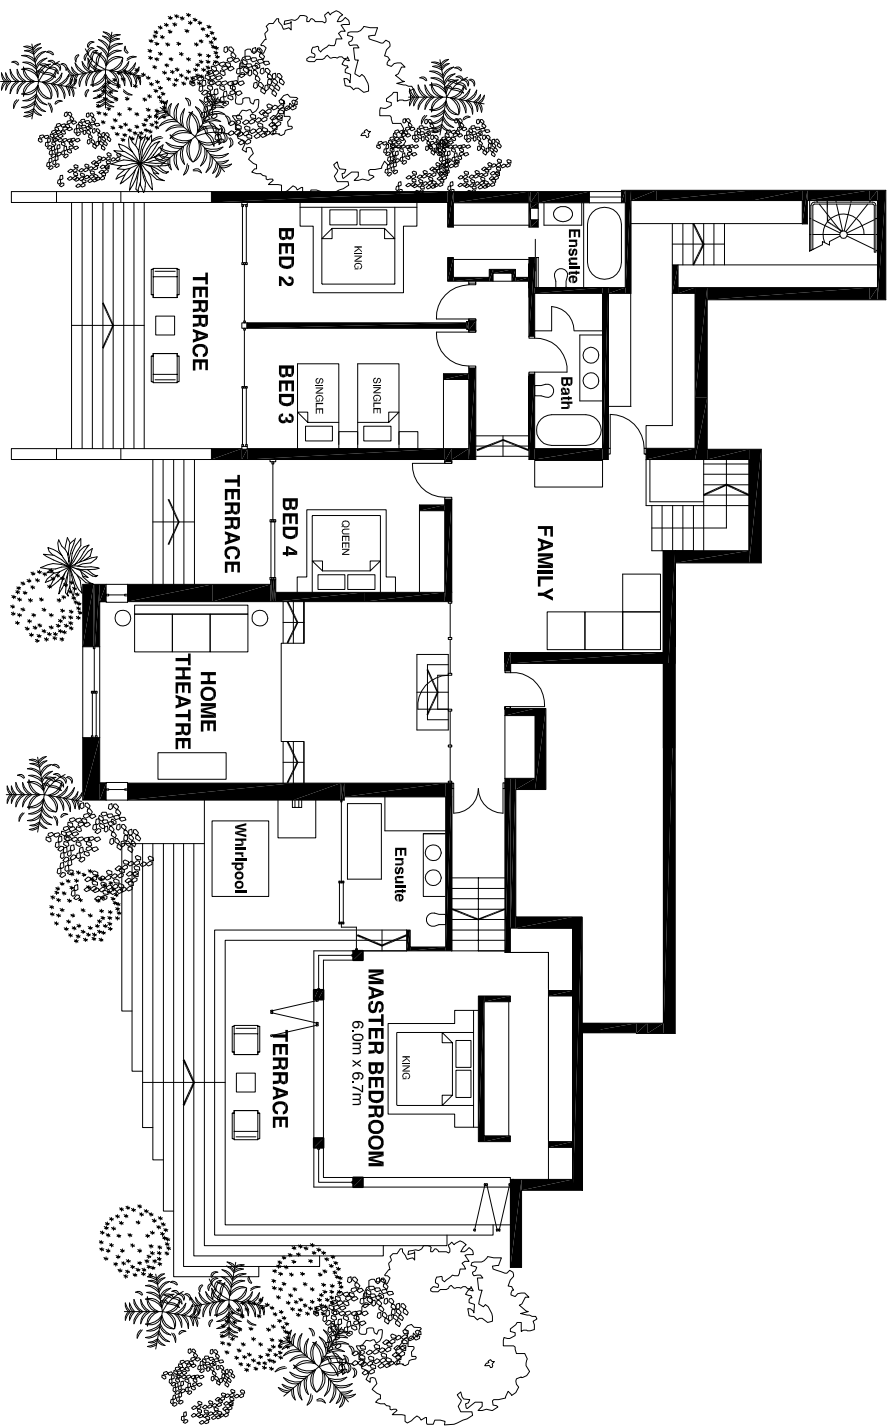 BED 2
KING
Ensuite
TERRACE
BED 3
SINGLE
SINGLE
Bath
TERRACE
BED 4
QUEEN
FAMILY
HOME
THEATRE
Whirlpool
Ensuite
TERRACE
MASTER BEDROOM
6.0m x 6.7m
KING